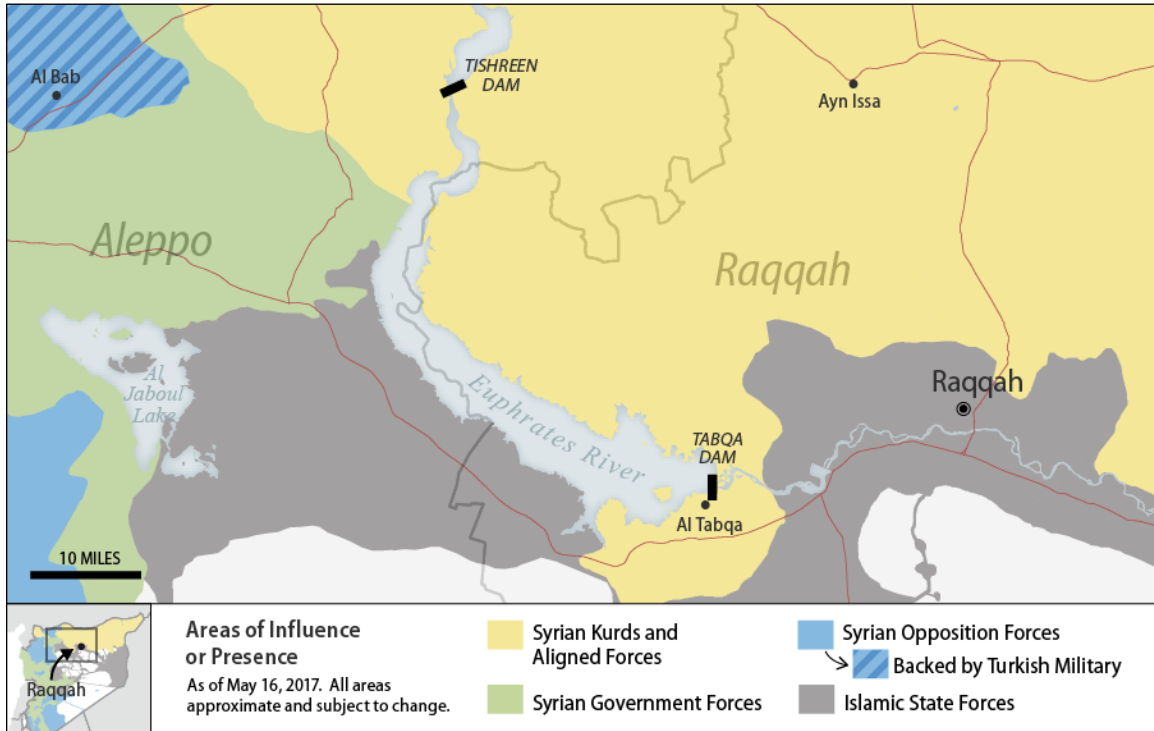 TISHREEN
DAM
Al Bab
Ayn Issa
Aleppo
Raqqah
Al
Jaboul
Lake
Euphrates River
Raqqah
TABQA
DAM
Al Tabqa
10 MILES
Raqqah
Areas of Influence
or Presence
As of May 16, 2017. All areas
approximate and subject to change.
Syrian Kurds and
Aligned Forces
Syrian Government Forces
Syrian Opposition Forces
Backed by Turkish Military
Islamic State Forces